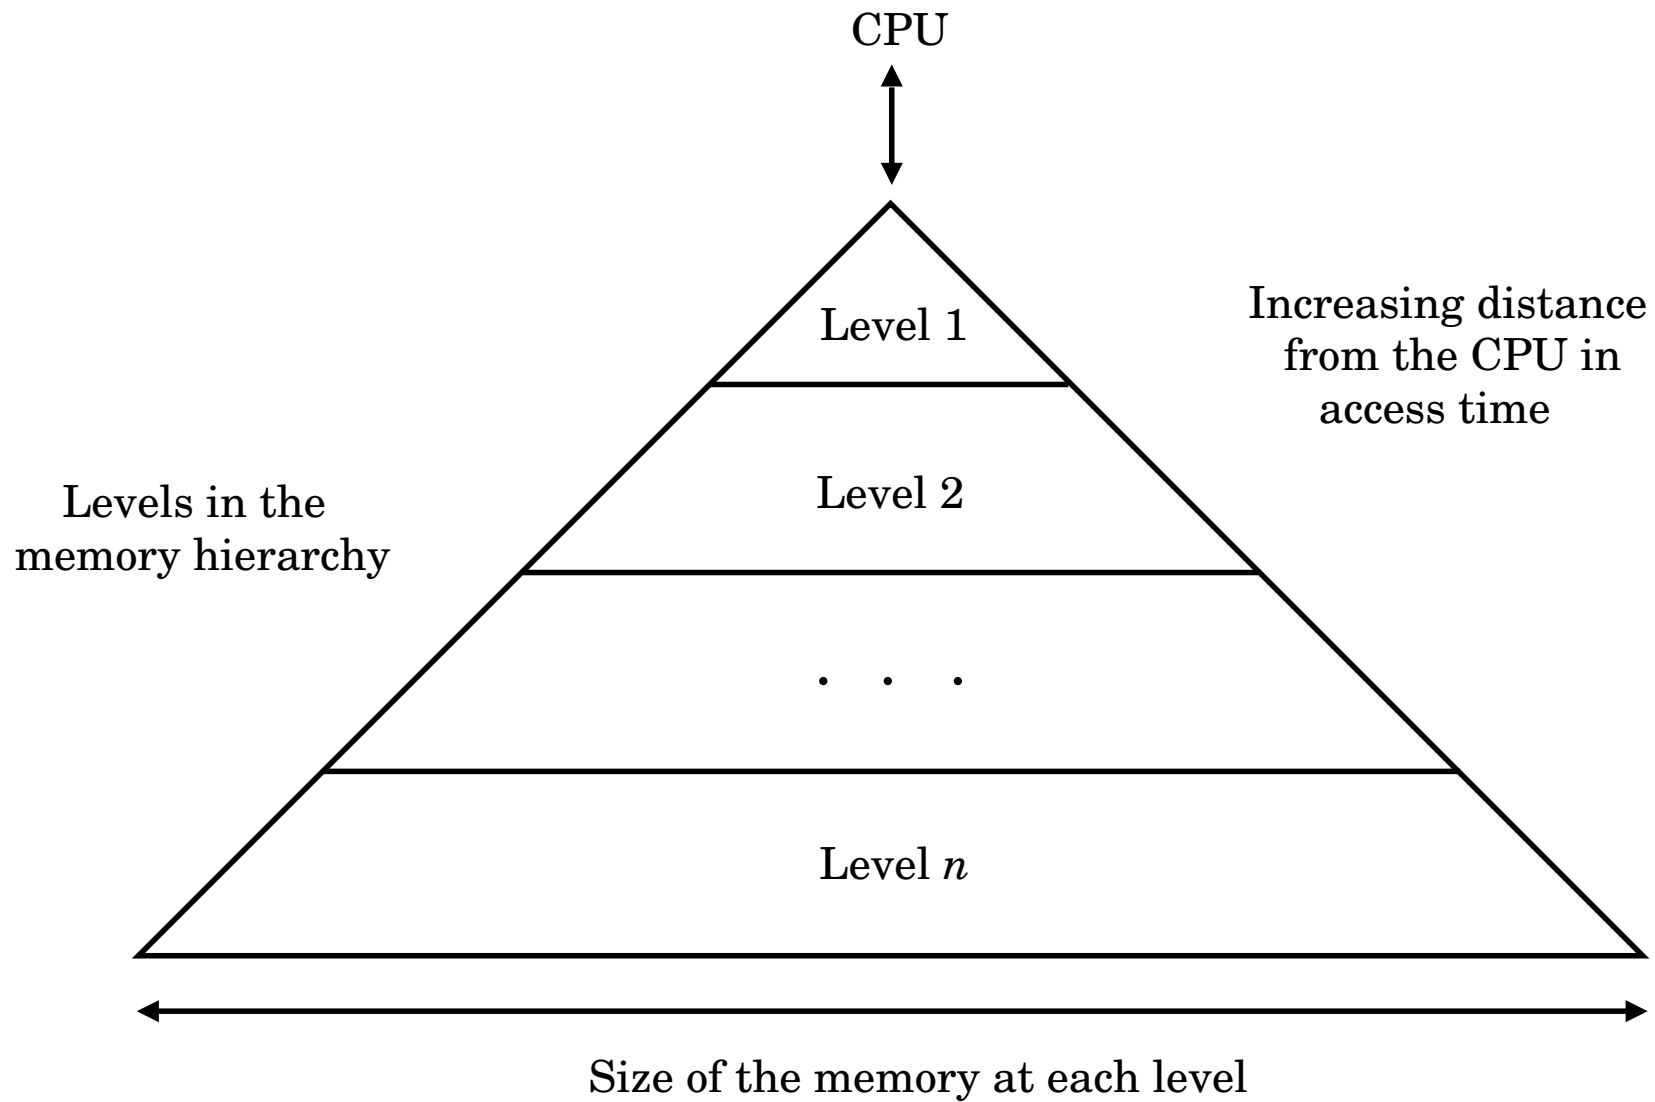 CPU
Level 1
Increasing distance
from the CPU in
access time
Level 2
Levels in the
memory hierarchy
. . .
Level n
Size of the memory at each level